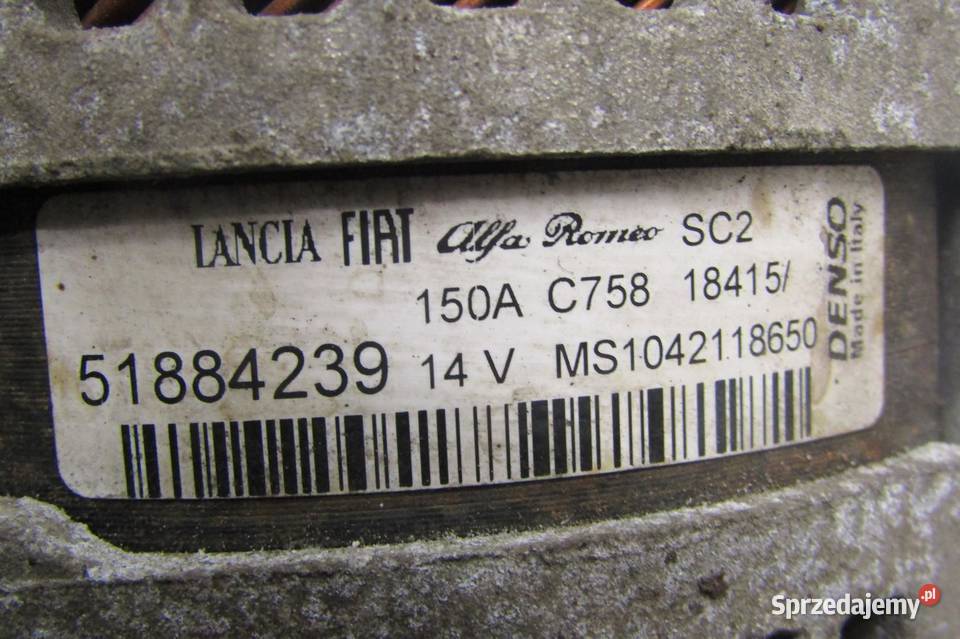 LANCIA FIAT Alfa Romeo SC2
150A C758 18415/
51884239 14 V MS1042118650
DENSO
Made in Italy
Sprzedajemy.pl